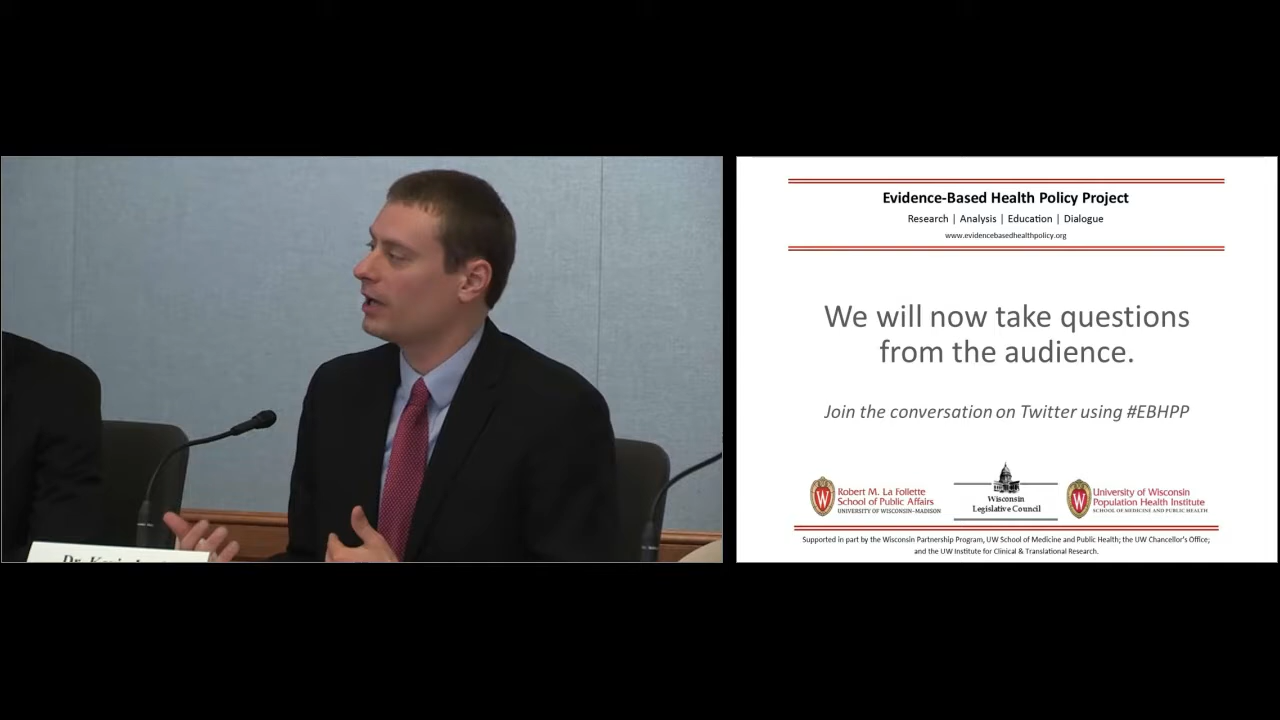 Dr.
Evidence-Based Health Policy Project
Research | Analysis | Education | Dialogue
www.evidencebasedhealthpolicy.org
We will now take questions
from the audience.
Join the conversation on Twitter using #EBHPP
Robert M. La Follette
School of Public Affairs
UNIVERSITY OF WISCONSIN–MADISON
Wisconsin
Legislative Council
University of Wisconsin
Population Health Institute
SCHOOL OF MEDICINE AND PUBLIC HEALTH
Supported in part by the Wisconsin Partnership Program, UW School of Medicine and Public Health; the UW Chancellor's Office;
and the UW Institute for Clinical & Translational Research.